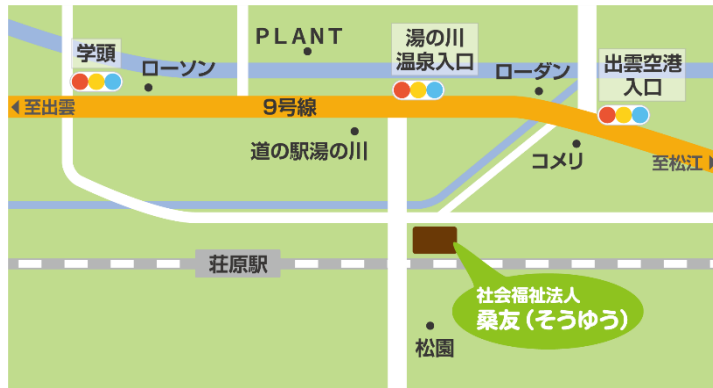 学頭
ローソン
PLANT
湯の川
温泉入口
ローダン
出雲空港
入口
至出雲
9号線
道の駅湯の川
コメリ
至松江
荘原駅
社会福祉法人
桑友(そうゆう)
松園